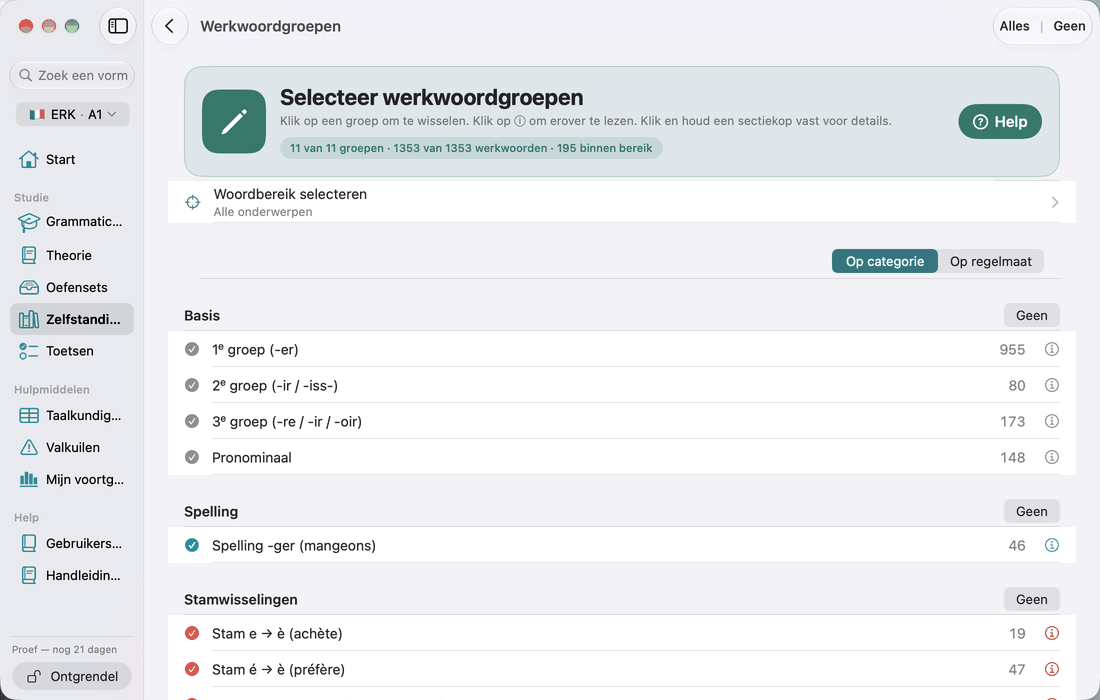 Werkwoordgroepen
Alles | Geen
Zoek een vorm
ERK · A1
Start
Studie
Grammatic...
Theorie
Oefensets
Zelfstandi...
Toetsen
Hulpmiddelen
Taalkundig...
Valkuilen
Mijn voortg...
Help
Gebruikers...
Handleidin...
Proef — nog 21 dagen
Ontgrendel
Selecteer werkwoordgroepen
Klik op een groep om te wisselen. Klik op ⓘ om erover te lezen. Klik en houd een sectiekop vast voor details.
11 van 11 groepen · 1353 van 1353 werkwoorden · 195 binnen bereik
Help
Woordbereik selecteren
Alle onderwerpen
Op categorie Op regelmaat
Basis Geen
1ᵉ groep (-er) 955
2ᵉ groep (-ir / -iss-) 80
3ᵉ groep (-re / -ir / -oir) 173
Pronominaal 148
Spelling Geen
Spelling -ger (mangeons) 46
Stamwisselingen Geen
Stam e → è (achète) 19
Stam é → è (préfère) 47